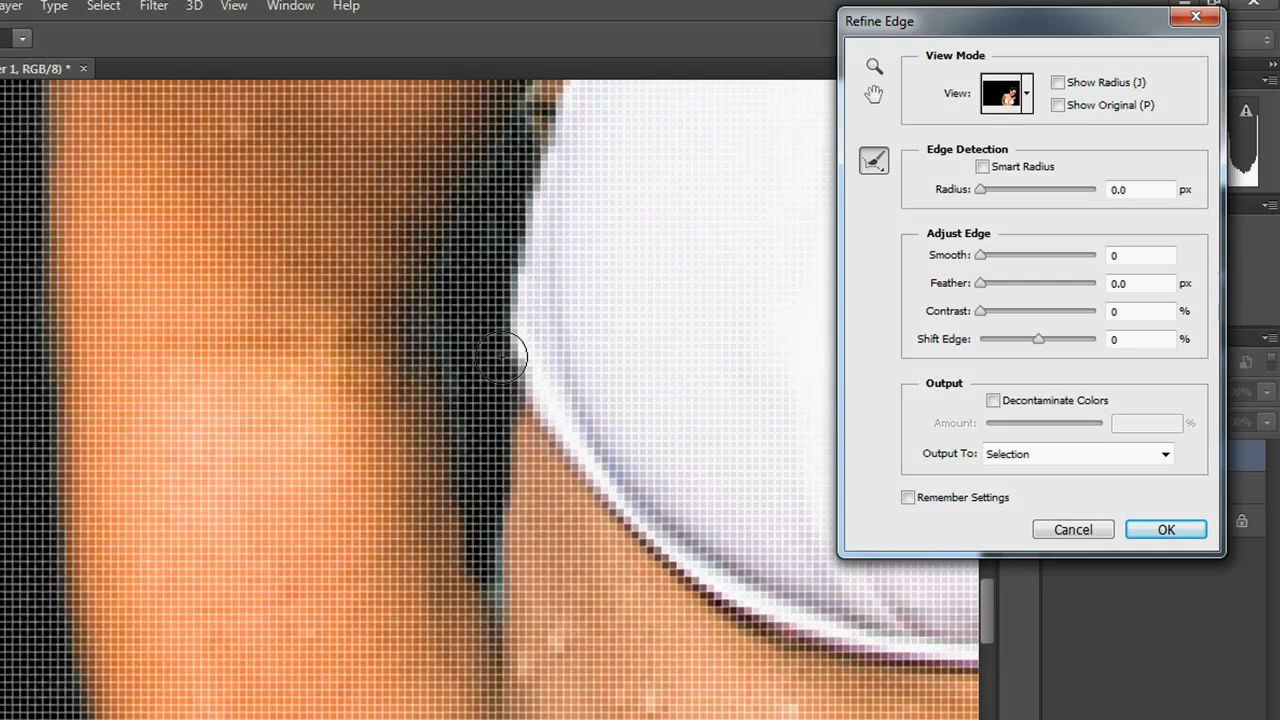 ayer Type Select Filter 3D View Window Help
er 1, RGB/8) * ×
Refine Edge
View Mode
View:
Show Radius (J)
Show Original (P)
Edge Detection
Smart Radius
Radius: 0.0 px
Adjust Edge
Smooth: 0
Feather: 0.0 px
Contrast: 0 %
Shift Edge: 0 %
Output
Decontaminate Colors
Amount: %
Output To: Selection
Remember Settings
Cancel OK